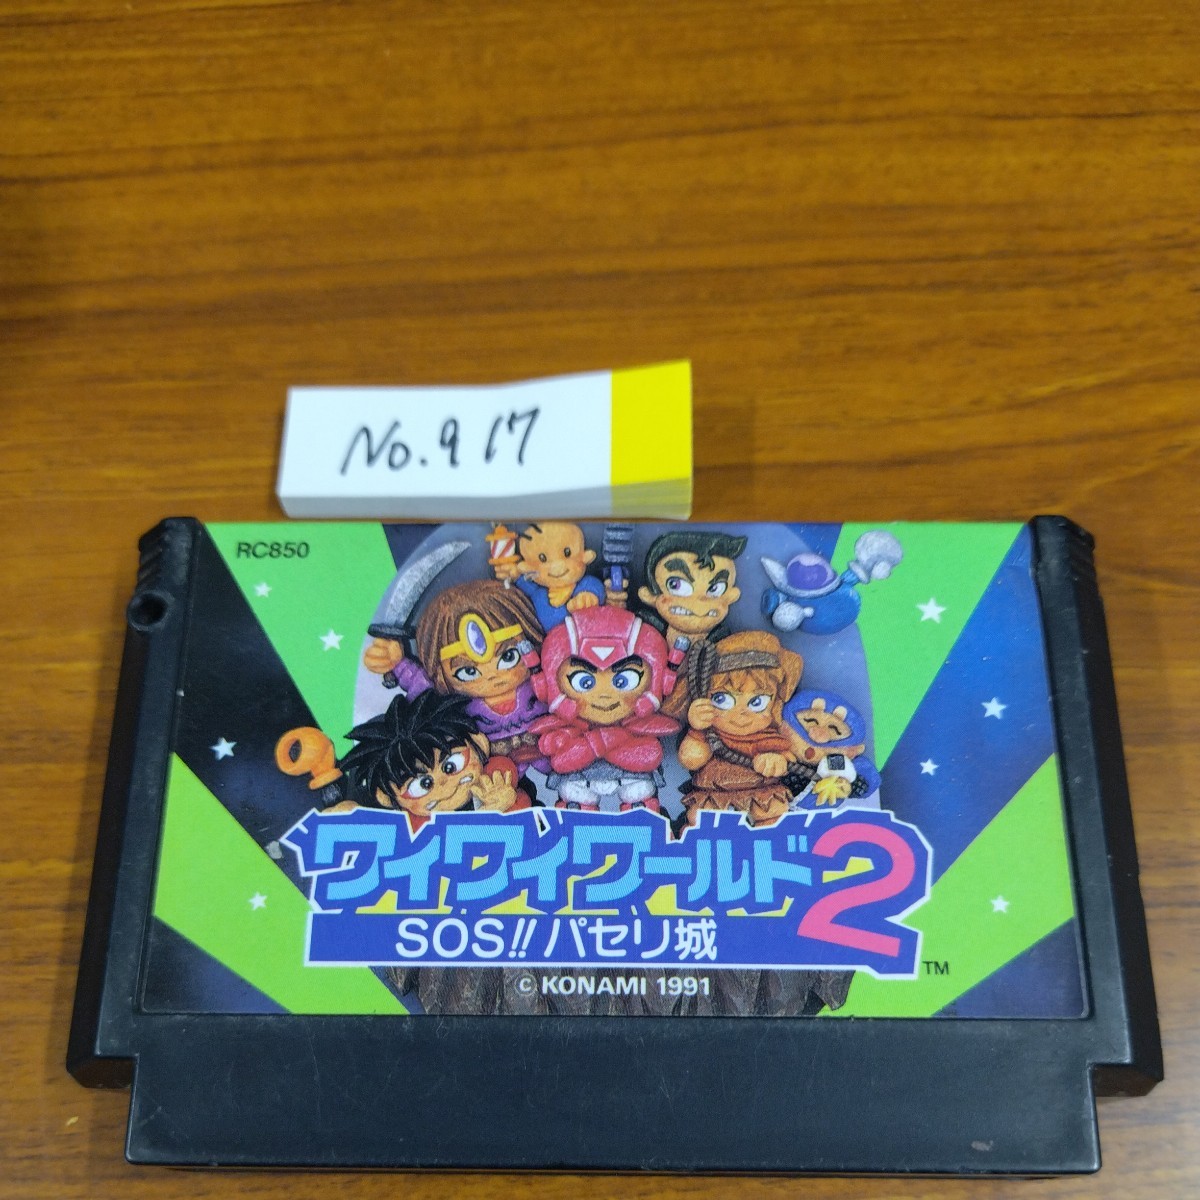 No.917
RC850
ワイワイワールド2
SOS!! パセリ城
TM
© KONAMI 1991